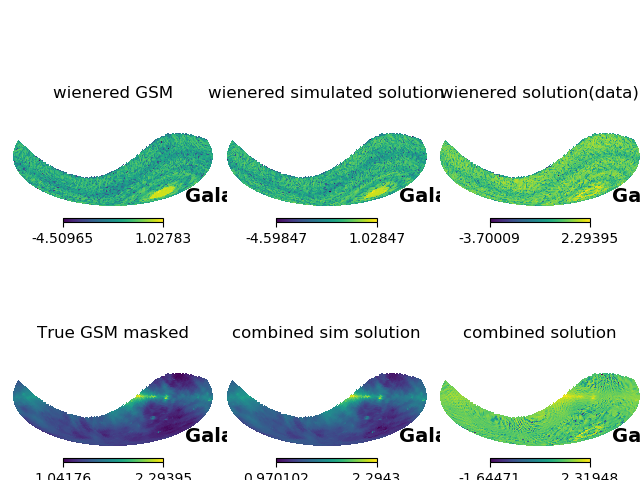 wienered GSM
wienered simulated solution
wienered solution(data)
Gala
Gala
Ga
-4.50965 1.02783
-4.59847 1.02847
-3.70009 2.29395
True GSM masked
combined sim solution
combined solution
Gala
Gala
Ga
1.04176 2.29395
0.970102 2.2943
-1.64471 2.31948